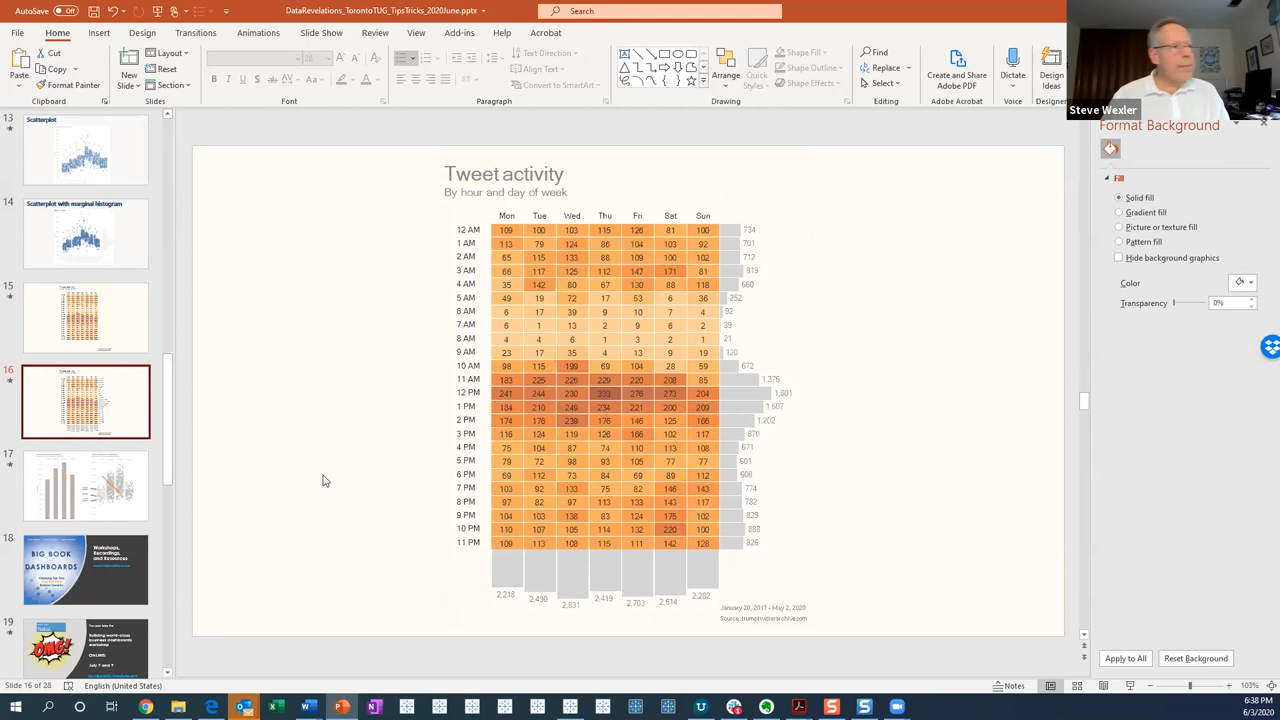 AutoSave Off
DataRevelations_TorontoTUG_TipsTricks_2020June.pptx
Search
File Home Insert Design Transitions Animations Slide Show Review View Add-ins Help Acrobat
Paste
Cut
Copy
Format Painter
Clipboard
New
Slide
Layout
Reset
Section
Slides
28
Font
Text Direction
Align Text
Convert to SmartArt
Paragraph
Arrange
Quick
Styles
Shape Fill
Shape Outline
Shape Effects
Drawing
Find
Replace
Select
Editing
Create and Share
Adobe PDF
Adobe Acrobat
Dictate
Voice
Design
Ideas
Designer
Steve Wexler
Format Background
Fill
Solid fill
Gradient fill
Picture or texture fill
Pattern fill
Hide background graphics
Color
Transparency 0%
Apply to All Reset Background
13
Scatterplot
14
Scatterplot with marginal histogram
15
16
18
BIG BOOK
DASHBOARDS
Workshops,
Recordings,
and Resources
19
OMG!
Building world-class
business dashboards
workshop
ONLINE:
Tweet activity
By hour and day of week
Mon Tue Wed Thu Fri Sat Sun
12 AM 109 100 103 115 126 81 100 734
1 AM 113 79 124 86 104 103 92 701
2 AM 65 115 133 88 109 100 102 712
3 AM 66 117 125 112 147 171 81 819
4 AM 35 142 80 67 130 88 118 660
5 AM 49 19 72 17 53 6 36 252
6 AM 6 17 39 9 10 7 4 92
7 AM 6 1 13 2 9 6 2 39
8 AM 4 4 6 1 3 2 1 21
9 AM 23 17 35 4 13 9 19 120
10 AM 98 115 199 69 104 28 59 672
11 AM 183 225 226 229 220 208 85 1,376
12 PM 241 244 230 333 276 273 204 1,801
1 PM 184 210 249 234 221 200 209 1,507
2 PM 174 176 239 176 146 125 166 1,202
3 PM 116 124 119 126 166 102 117 870
4 PM 75 104 87 74 110 113 108 671
5 PM 79 72 98 93 105 77 77 601
6 PM 69 112 73 84 69 89 112 608
7 PM 103 92 133 75 82 146 143 774
8 PM 97 82 97 113 133 143 117 782
9 PM 104 103 138 83 124 175 102 829
10 PM 110 107 105 114 132 220 100 888
11 PM 109 113 108 115 111 142 128 826
2,218 2,490 2,831 2,419 2,703 2,614 2,282
January 20, 2017 - May 2, 2020
Source: trumptwitterarchive.com
Slide 16 of 28 English (United States)
Notes
103%
6:38 PM
6/3/2020